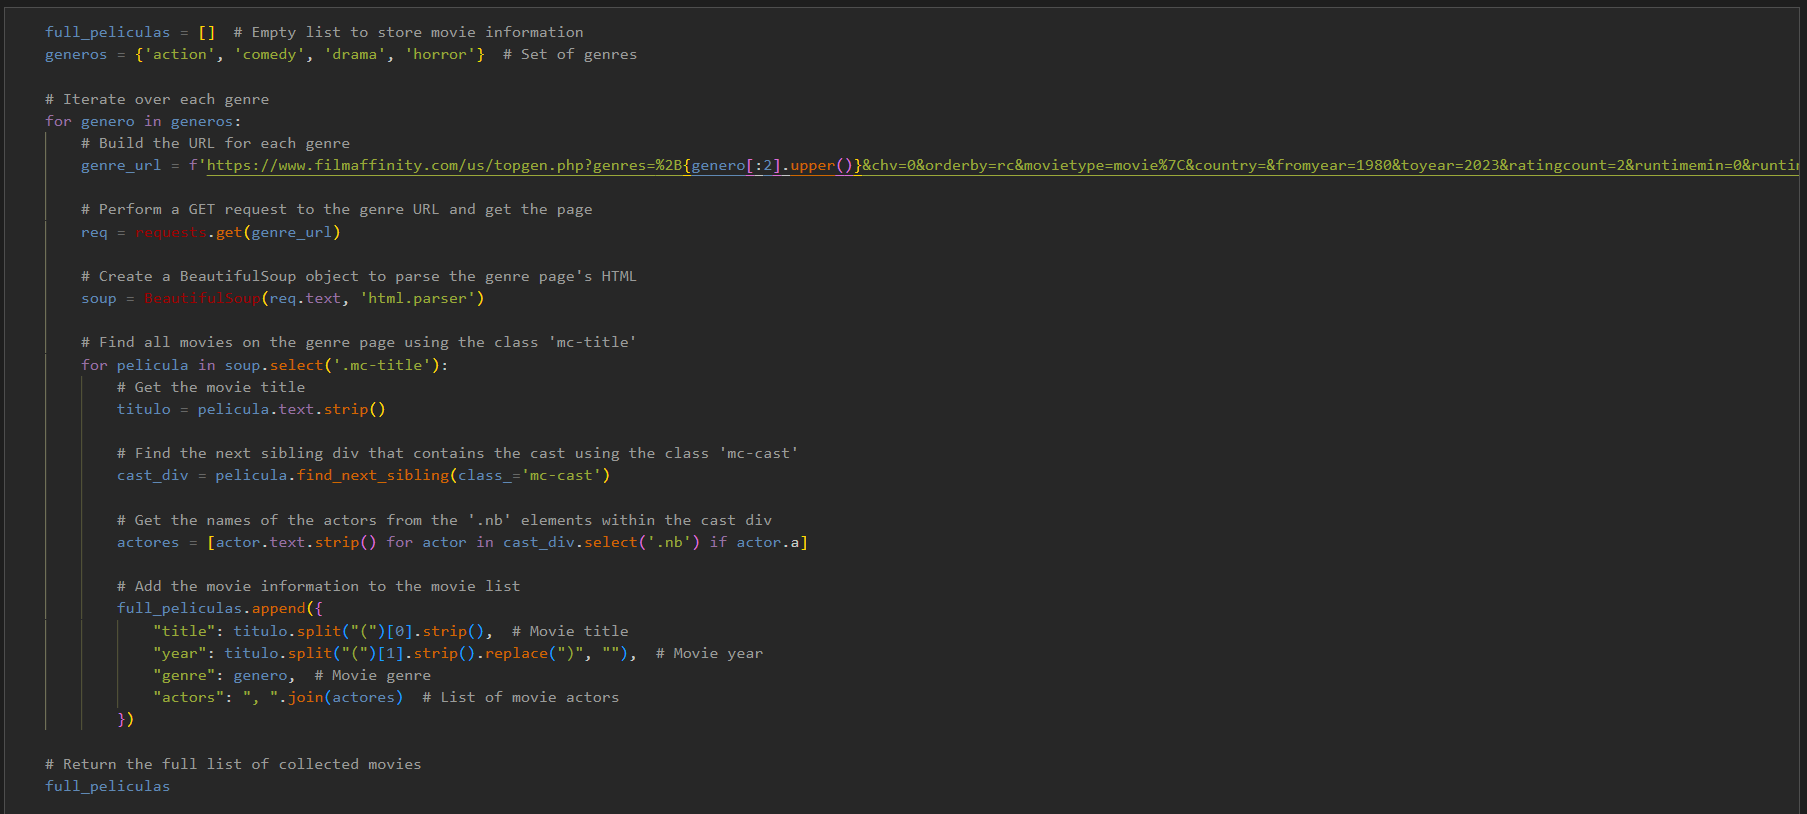 full_peliculas = []  # Empty list to store movie information
generos = {'action', 'comedy', 'drama', 'horror'}  # Set of genres
# Iterate over each genre
for genero in generos:
# Build the URL for each genre
genre_url = f'https://www.filmaffinity.com/us/topgen.php?genres=%2B{genero[:2].upper()}&chv=0&orderby=rc&movietype=movie%7C&country=&fromyear=1980&toyear=2023&ratingcount=2&runtimemin=0&runtim
# Perform a GET request to the genre URL and get the page
req = requests.get(genre_url)
# Create a BeautifulSoup object to parse the genre page's HTML
soup = BeautifulSoup(req.text, 'html.parser')
# Find all movies on the genre page using the class 'mc-title'
for pelicula in soup.select('.mc-title'):
# Get the movie title
titulo = pelicula.text.strip()
# Find the next sibling div that contains the cast using the class 'mc-cast'
cast_div = pelicula.find_next_sibling(class_='mc-cast')
# Get the names of the actors from the '.nb' elements within the cast div
actores = [actor.text.strip() for actor in cast_div.select('.nb') if actor.a]
# Add the movie information to the movie list
full_peliculas.append({
"title": titulo.split("(")[0].strip(),  # Movie title
"year": titulo.split("(")[1].strip().replace(")", ""),  # Movie year
"genre": genero,  # Movie genre
"actors": ", ".join(actores)  # List of movie actors
})
# Return the full list of collected movies
full_peliculas